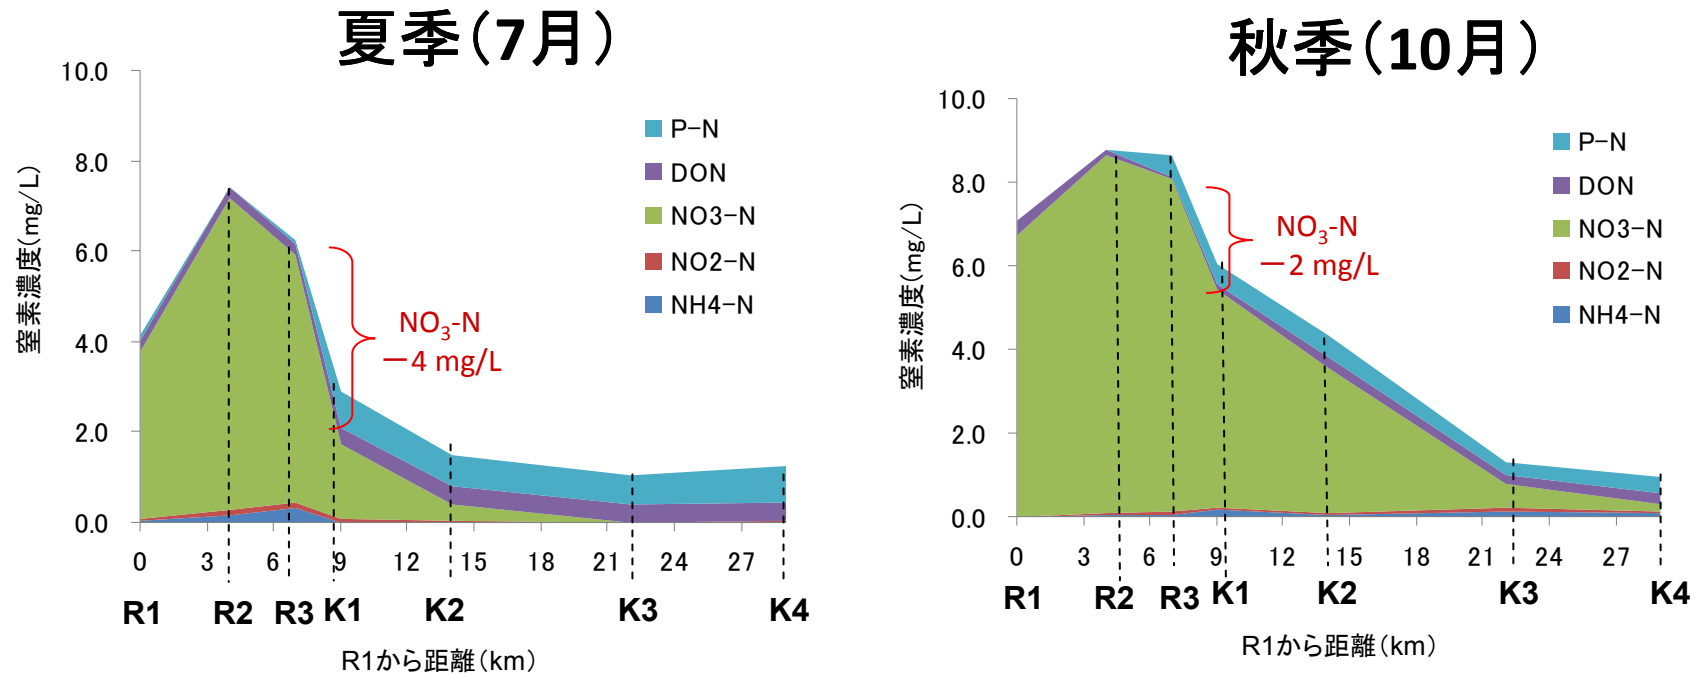 夏季（7月）
10.0
8.0
6.0
4.0
2.0
0.0
窒素濃度(mg/L)
P-N
DON
NO3-N
NO2-N
NH4-N
NO₃-N
－4 mg/L
0 3 6 9 12 15 18 21 24 27
R1 R2 R3 K1 K2 K3 K4
R1から距離（km）
秋季（10月）
10.0
8.0
6.0
4.0
2.0
0.0
窒素濃度(mg/L)
P-N
DON
NO3-N
NO2-N
NH4-N
NO₃-N
－2 mg/L
0 3 6 9 12 15 18 21 24 27
R1 R2 R3 K1 K2 K3 K4
R1から距離（km）